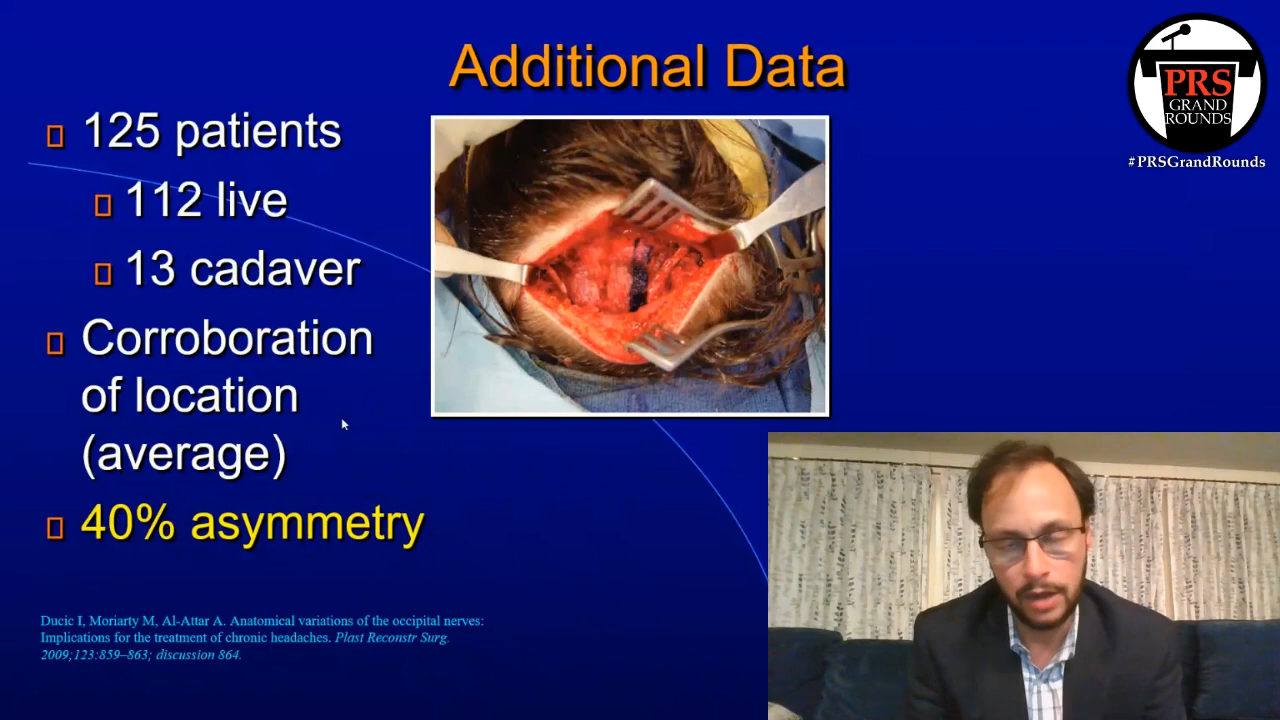 Additional Data
125 patients
112 live
13 cadaver
Corroboration
of location
(average)
40% asymmetry
Ducic I, Moriarty M, Al-Attar A. Anatomical variations of the occipital nerves:
Implications for the treatment of chronic headaches. Plast Reconstr Surg.
2009;123:859–863; discussion 864.
PRS
GRAND
ROUNDS
#PRSGrandRounds